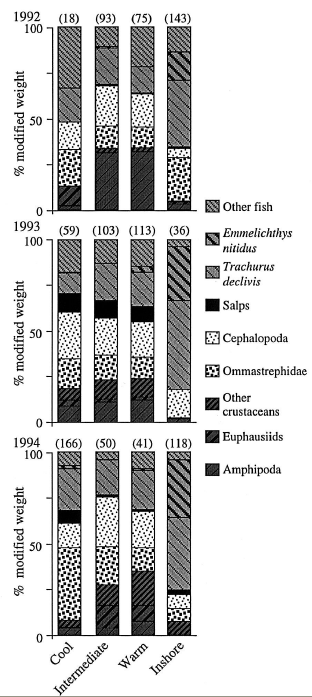 1992 (18) (93) (75) (143)
100
50
0
% modified weight
Other fish
Emmelichthys
nitidus
Trachurus
declivis
Salps
Cephalopoda
Ommastrephidae
Other
crustaceans
Euphausiids
Amphipoda
1993 (59) (103) (113) (36)
100
50
0
% modified weight
1994 (166) (50) (41) (118)
100
50
0
% modified weight
Cool
Intermediate
Warm
Inshore